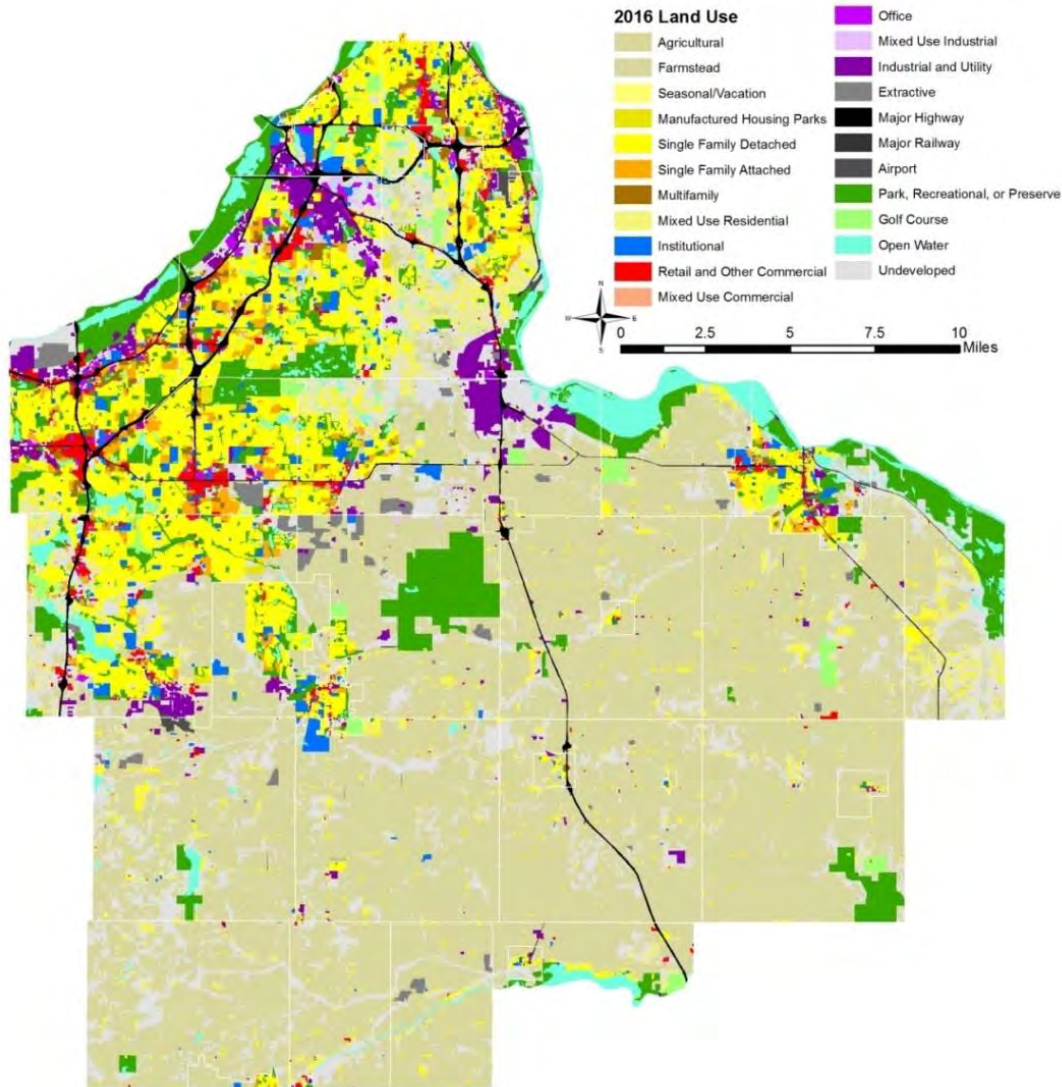 2016 Land Use
Agricultural
Farmstead
Seasonal/Vacation
Manufactured Housing Parks
Single Family Detached
Single Family Attached
Multifamily
Mixed Use Residential
Institutional
Retail and Other Commercial
Mixed Use Commercial
Office
Mixed Use Industrial
Industrial and Utility
Extractive
Major Highway
Major Railway
Airport
Park, Recreational, or Preserve
Golf Course
Open Water
Undeveloped
N
W E
S
0 2.5 5 7.5 10
Miles